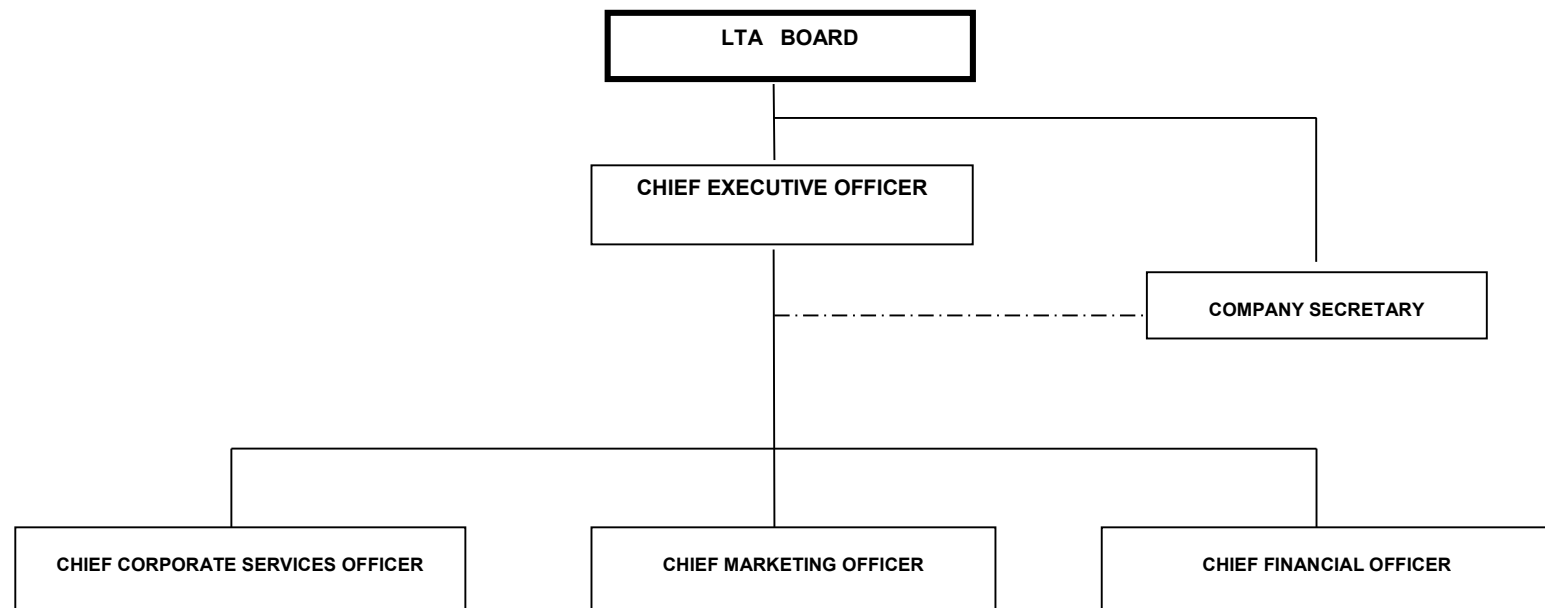 LTA BOARD
CHIEF EXECUTIVE OFFICER
COMPANY SECRETARY
CHIEF CORPORATE SERVICES OFFICER
CHIEF MARKETING OFFICER
CHIEF FINANCIAL OFFICER